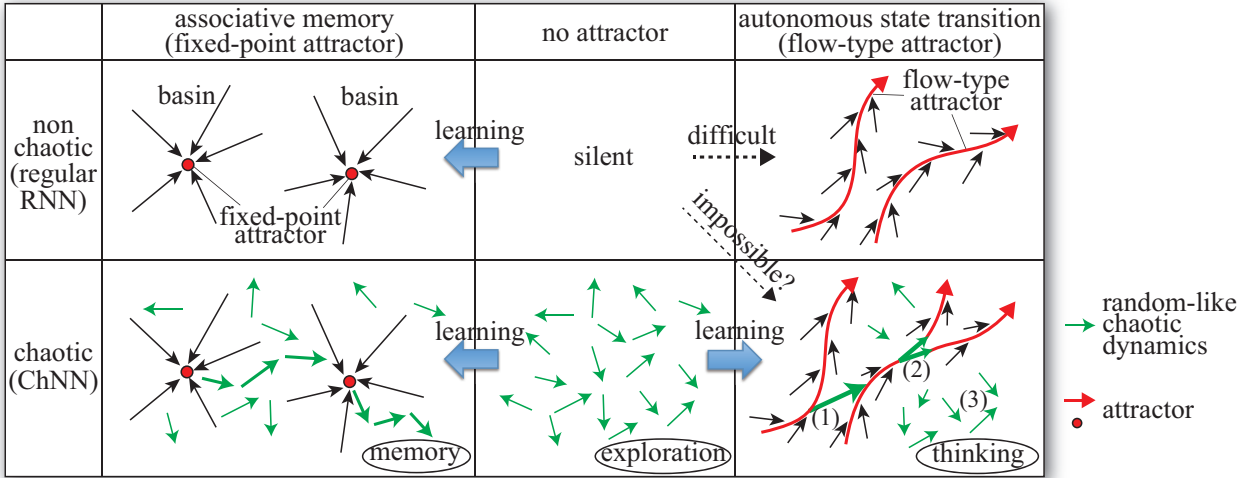 associative memory
(fixed-point attractor)
no attractor
autonomous state transition
(flow-type attractor)
non
chaotic
(regular
RNN)
basin
basin
fixed-point
attractor
learning
silent
difficult
impossible?
flow-type
attractor
chaotic
(ChNN)
memory
learning
exploration
learning
(1)
(2)
(3)
thinking
random-like
chaotic
dynamics
attractor